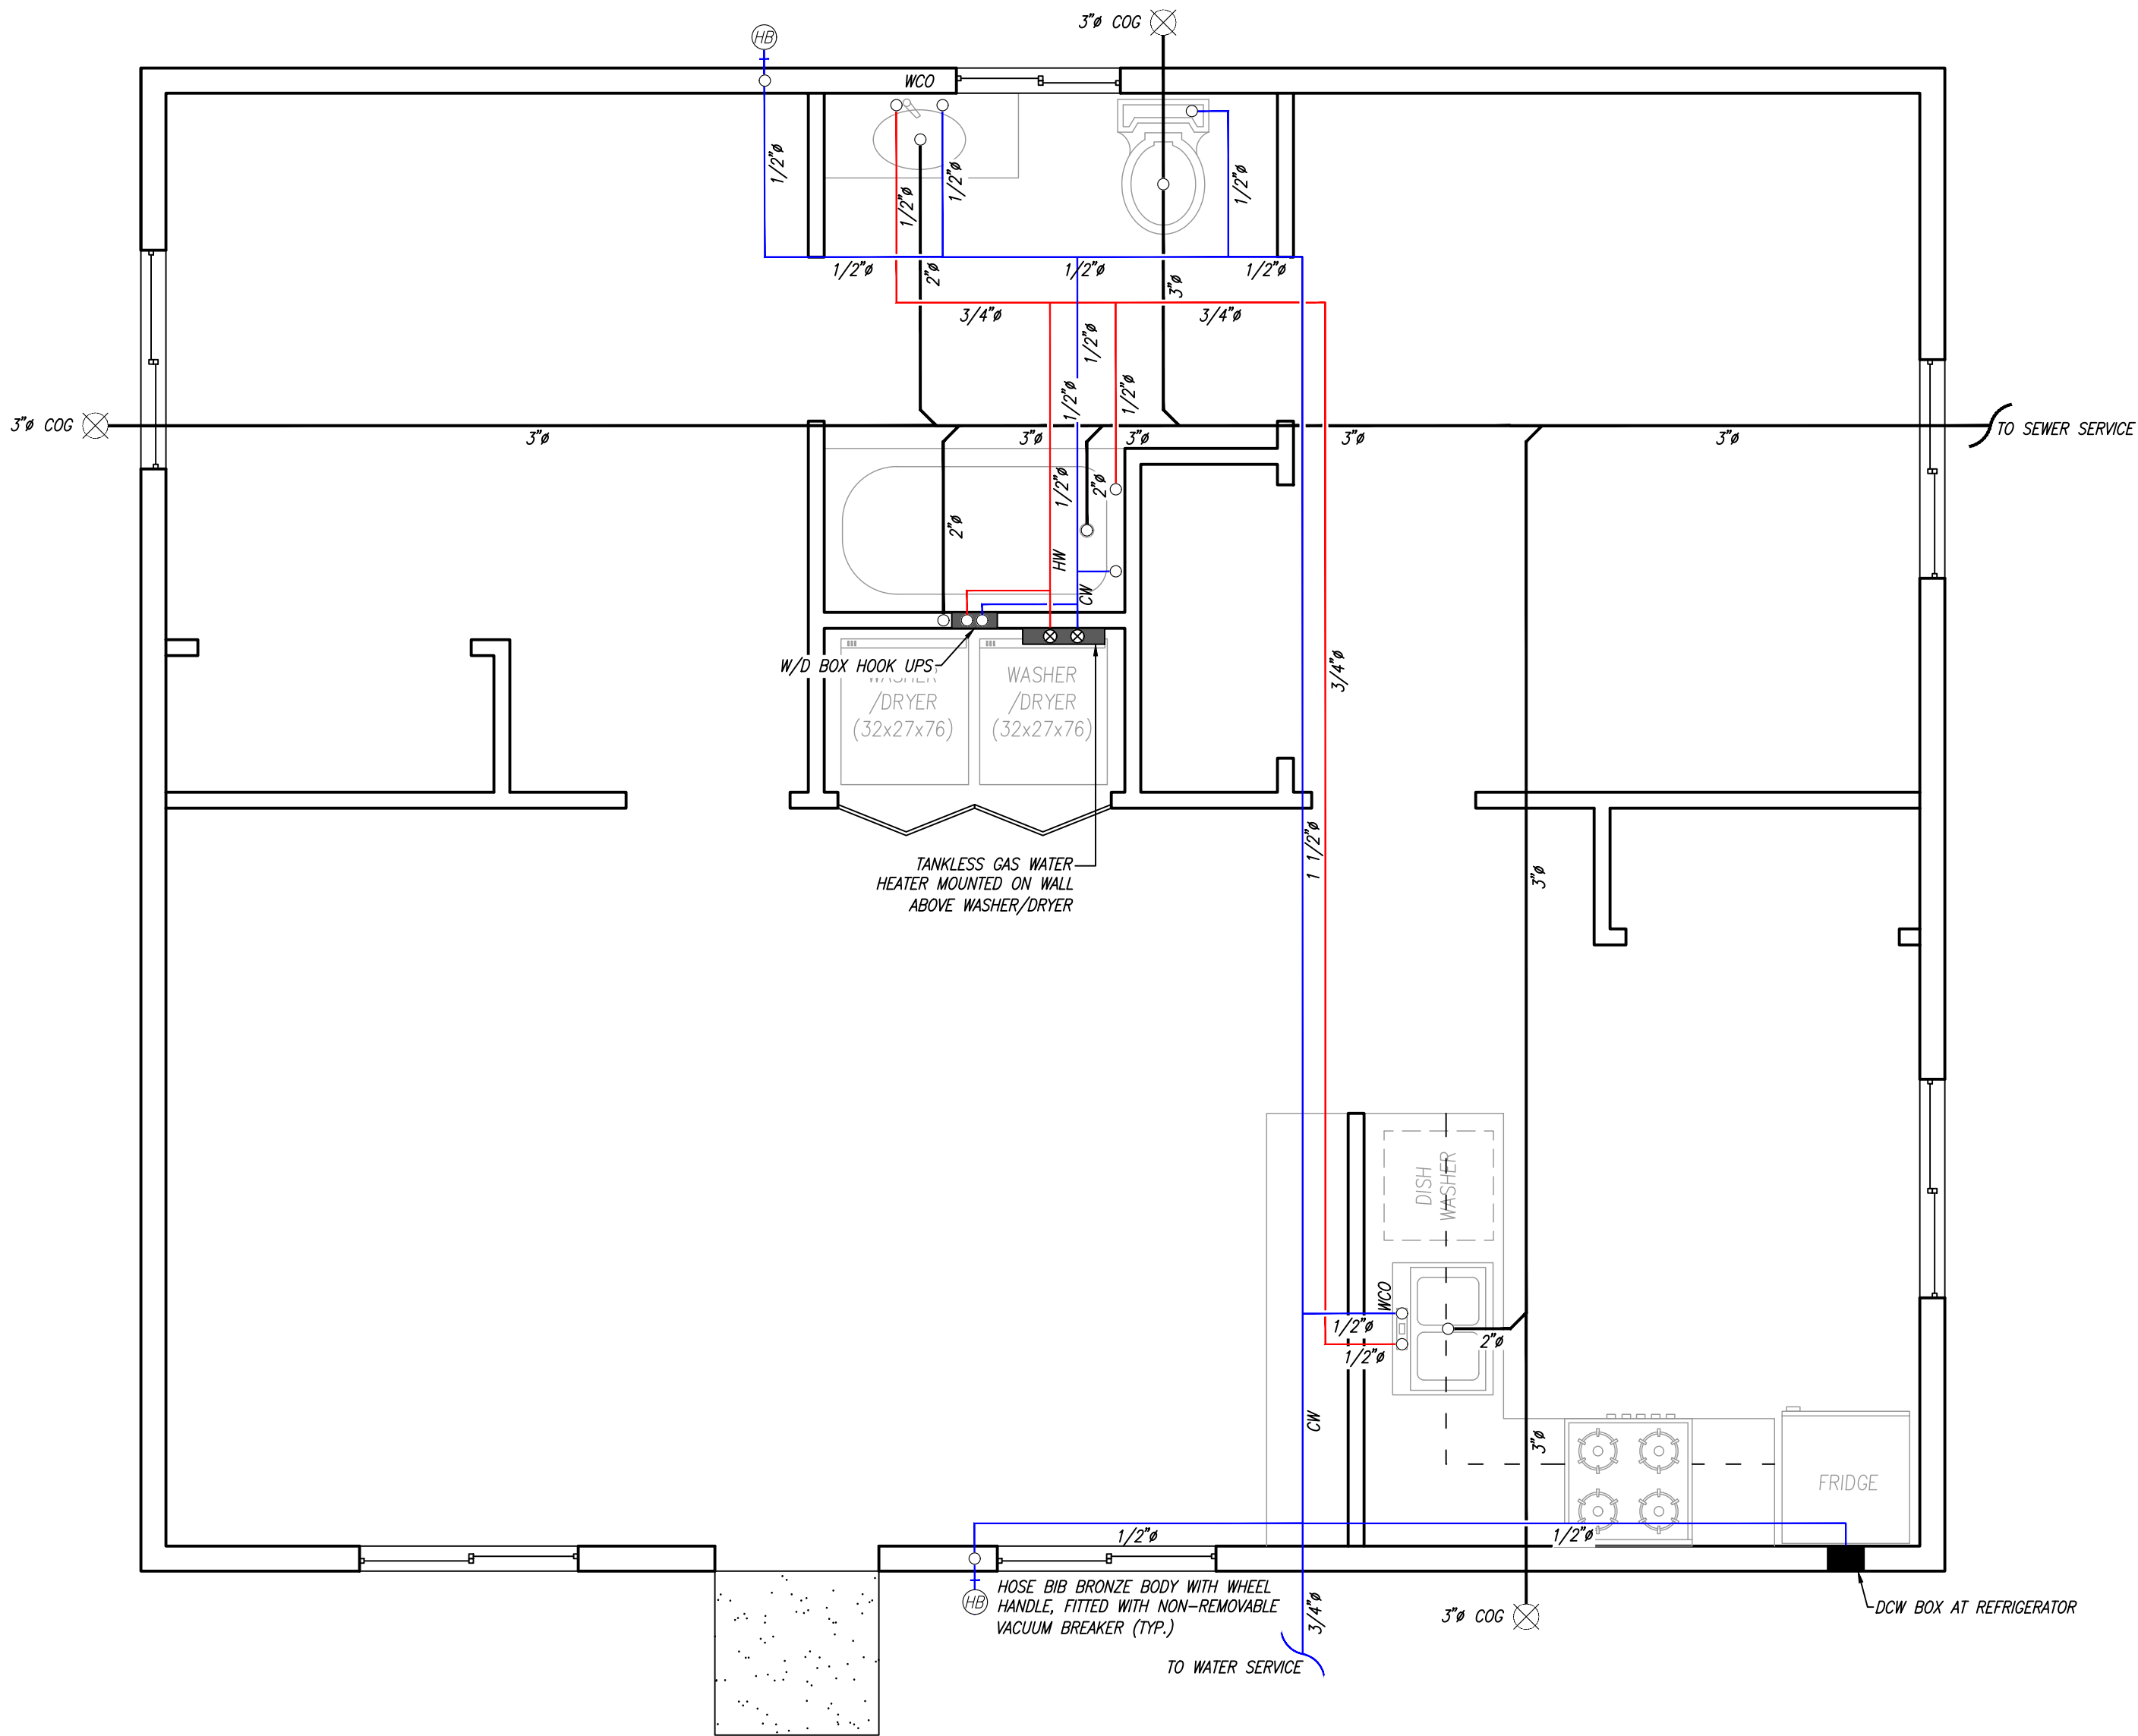 3"ø COG
HB
WCO
1/2"ø
1/2"ø
1/2"ø
1/2"ø
1/2"ø
2"ø
1/2"ø
3"ø
1/2"ø
3/4"ø
3/4"ø
1/2"ø
1/2"ø
1/2"ø
3"ø COG
3"ø
3"ø
3"ø
3"ø
3"ø
TO SEWER SERVICE
1/2"ø
2"ø
2"ø
HW
CW
W/D BOX HOOK UPS
WASHER
/DRYER
(32x27x76)
WASHER
/DRYER
(32x27x76)
3/4"ø
1 1/2"ø
3"ø
TANKLESS GAS WATER
HEATER MOUNTED ON WALL
ABOVE WASHER/DRYER
DISH
WASHER
WCO
1/2"ø
1/2"ø
2"ø
CW
3"ø
FRIDGE
1/2"ø
1/2"ø
HB
HOSE BIB BRONZE BODY WITH WHEEL
HANDLE, FITTED WITH NON-REMOVABLE
VACUUM BREAKER (TYP.)
3/4"ø
3"ø COG
DCW BOX AT REFRIGERATOR
TO WATER SERVICE